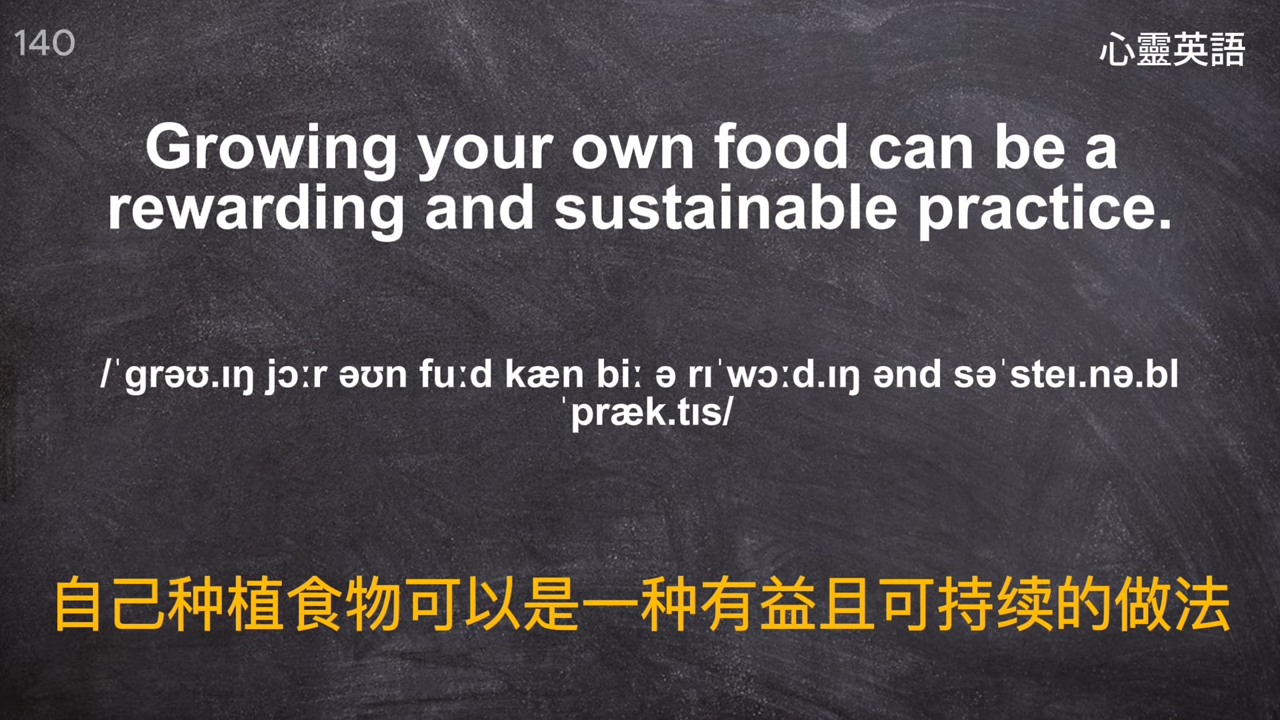 140
心靈英語
Growing your own food can be a
rewarding and sustainable practice.
/ˈgrəʊ.ɪŋ jɔːr əʊn fuːd kæn biː ə rɪˈwɔːd.ɪŋ ənd səˈsteɪ.nə.bl
ˈpræk.tɪs/
自己种植食物可以是一种有益且可持续的做法